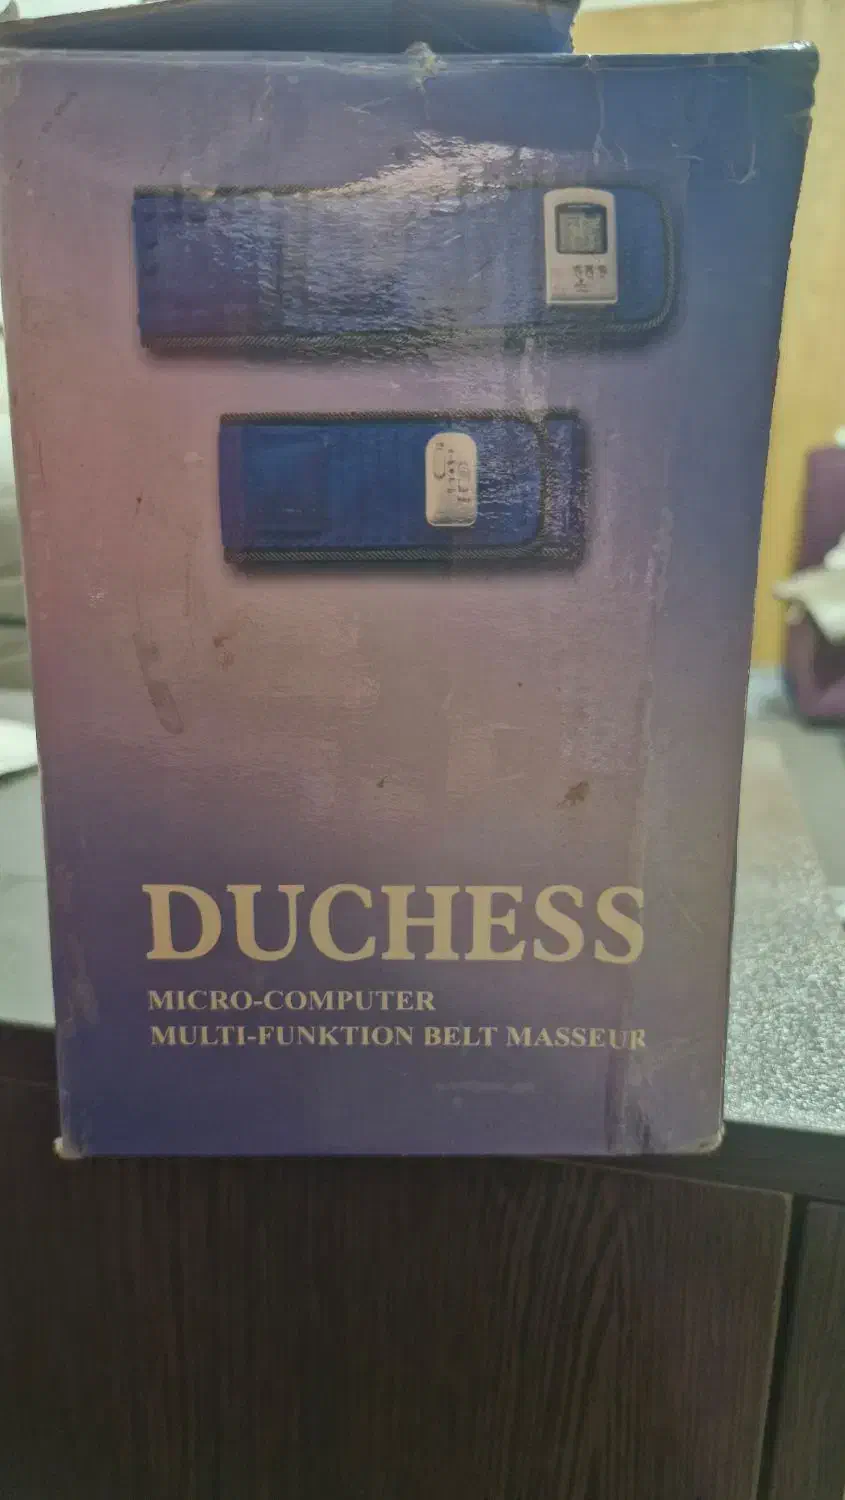 DUCHESS
MICRO-COMPUTER
MULTI-FUNKTION BELT MASSEUR